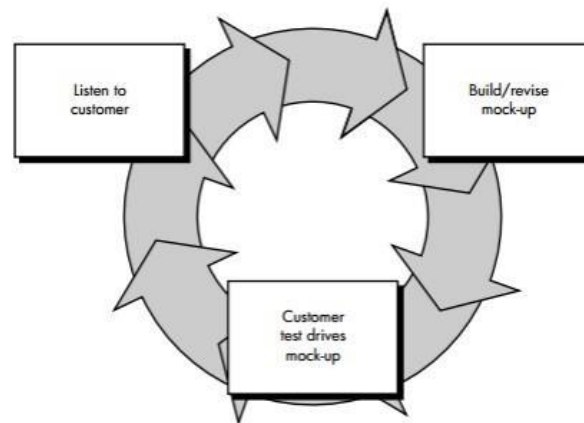 Listen to
customer
Build/revise
mock-up
Customer
test drives
mock-up